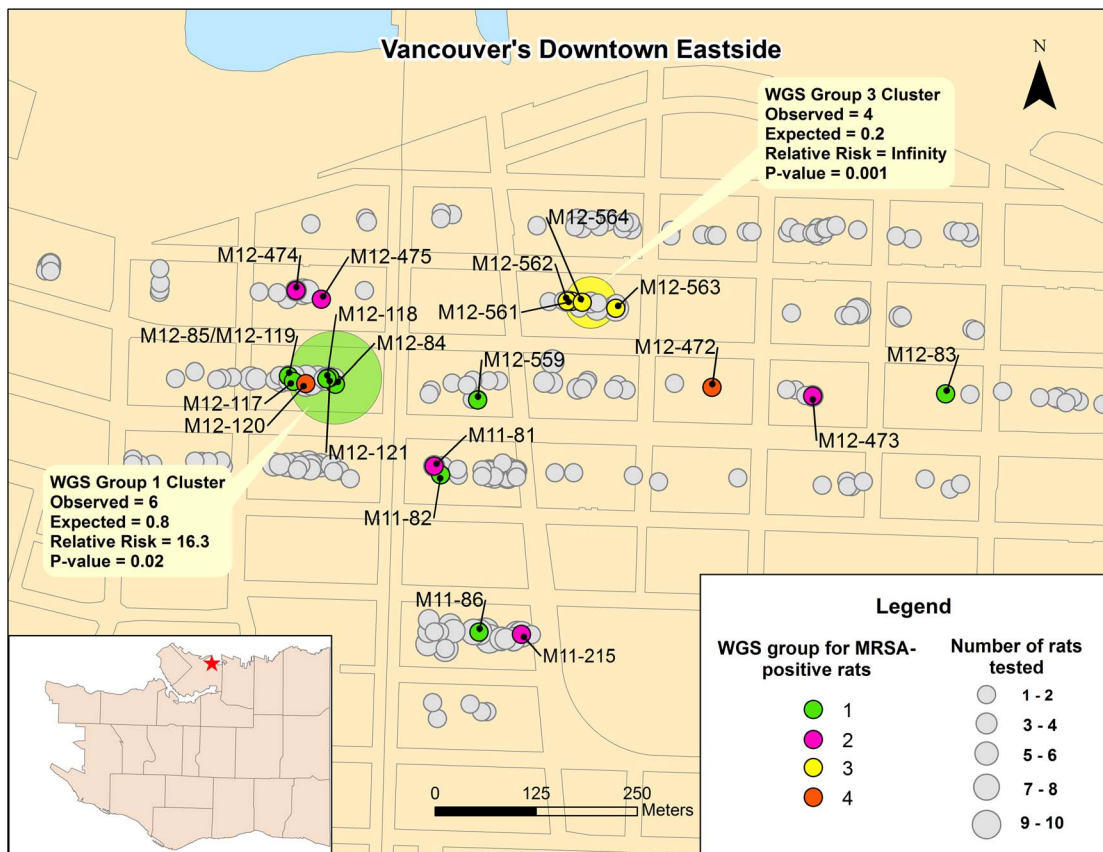 Vancouver's Downtown Eastside
N
WGS Group 3 Cluster
Observed = 4
Expected = 0.2
Relative Risk = Infinity
P-value = 0.001
M12-564
M12-474
M12-475
M12-562
M12-563
M12-561
M12-118
M12-85/M12-119
M12-84
M12-559
M12-472
M12-83
M12-117
M12-120
M12-121
M11-81
M12-473
WGS Group 1 Cluster
Observed = 6
Expected = 0.8
Relative Risk = 16.3
P-value = 0.02
M11-82
M11-86
M11-215
Legend
WGS group for MRSA-
positive rats
1
2
3
4
Number of rats
tested
1 - 2
3 - 4
5 - 6
7 - 8
9 - 10
0 125 250
Meters